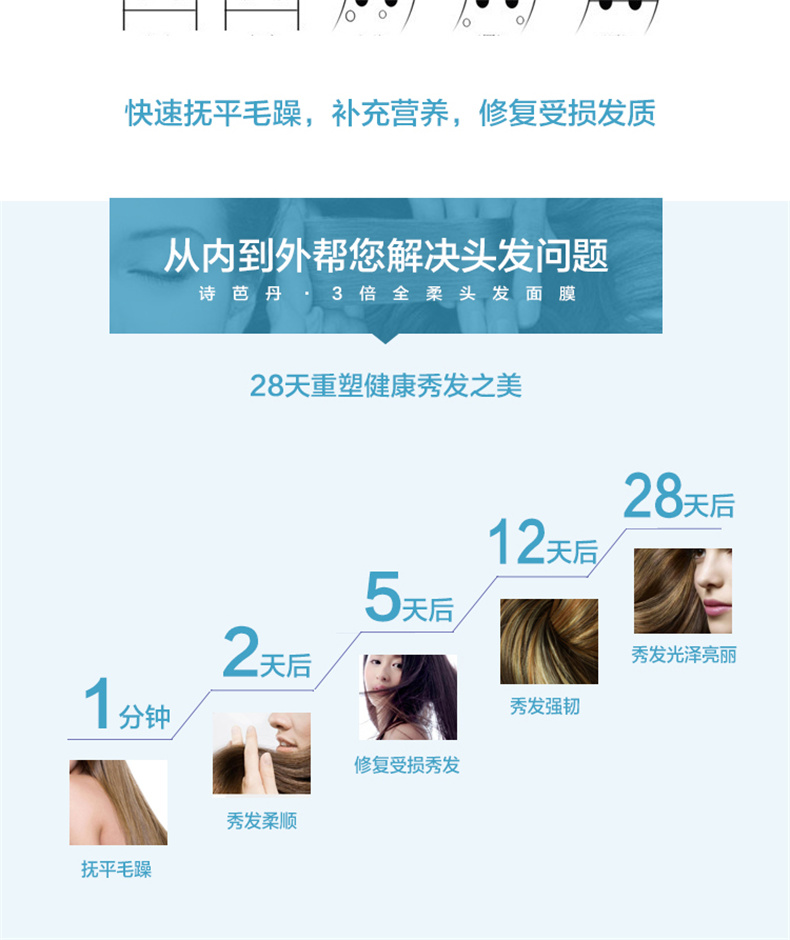 快速抚平毛躁，补充营养，修复受损发质
从内到外帮您解决头发问题
诗芭丹·3倍全柔头发面膜
28天重塑健康秀发之美
1分钟
抚平毛躁
2天后
秀发柔顺
5天后
修复受损秀发
12天后
秀发强韧
28天后
秀发光泽亮丽